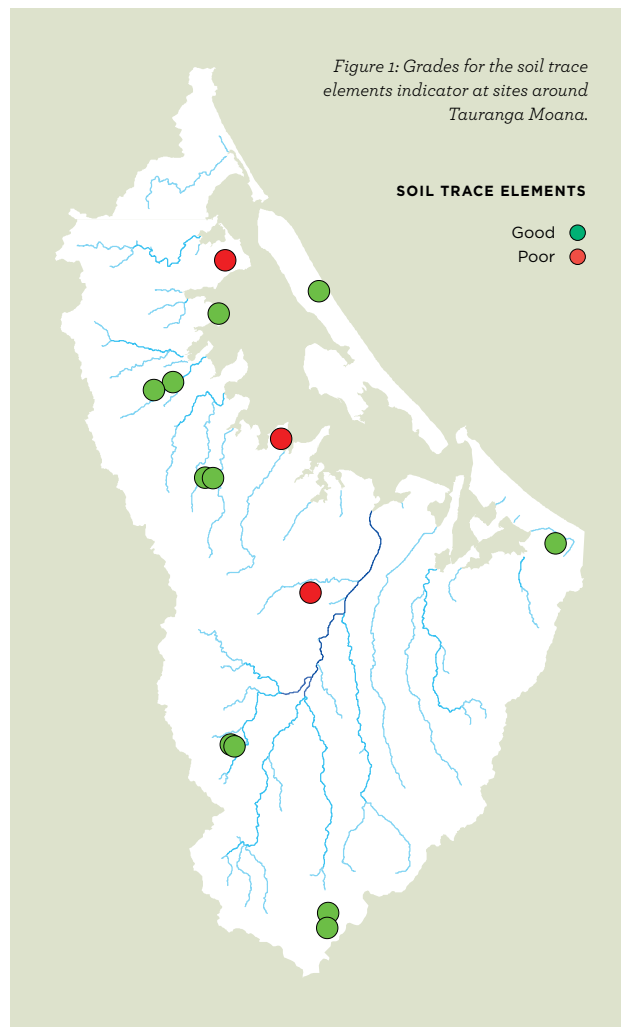 Figure 1: Grades for the soil trace
elements indicator at sites around
Tauranga Moana.
SOIL TRACE ELEMENTS
Good
Poor